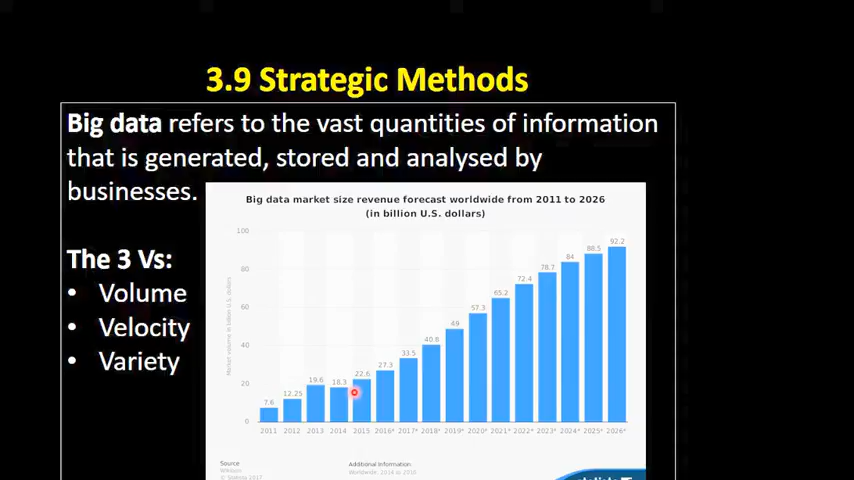 3.9 Strategic Methods
Big data refers to the vast quantities of information
that is generated, stored and analysed by
businesses.
The 3 Vs:
• Volume
• Velocity
• Variety
Big data market size revenue forecast worldwide from 2011 to 2026
(in billion U.S. dollars)
Market volume in billion U.S. dollars
100
80
60
40
20
0
7.6 12.25 19.6 18.3 22.6 27.3 33.5 40.6 49 57.3 65.2 72.4 78.7 84 88.5 92.2
2011 2012 2013 2014 2015 2016* 2017* 2018* 2019* 2020* 2021* 2022* 2023* 2024* 2025* 2026*
Source
Wikibon
© Statista 2017
Additional Information
Worldwide; 2014 to 2016